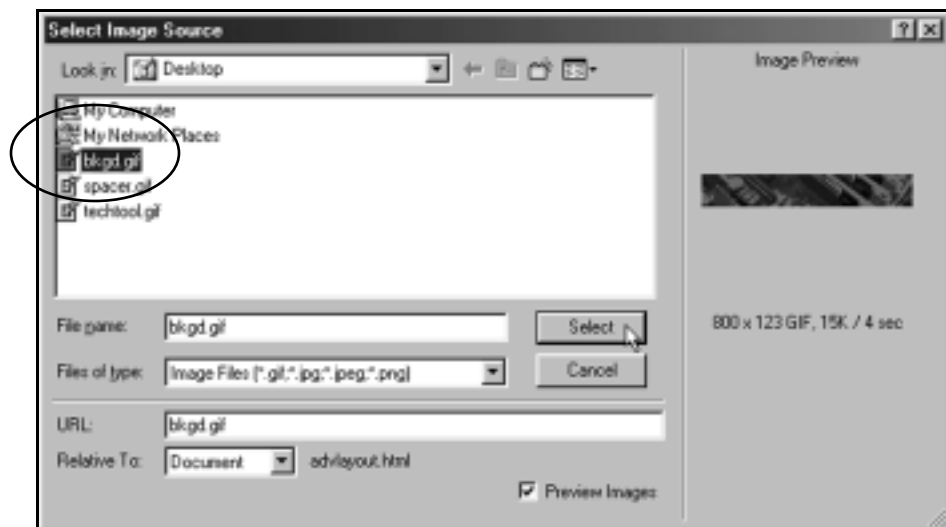 Select Image Source
Look in: Desktop
Image Preview
My Computer
My Network Places
bkgd.gif
spacer.gif
techtool.gif
File name: bkgd.gif
Select
800 x 123 GIF, 15K / 4 sec
Files of type: Image Files (*.gif;*.jpg;*.jpeg;*.png)
Cancel
URL: bkgd.gif
Relative To: Document advlayout.html
Preview Images